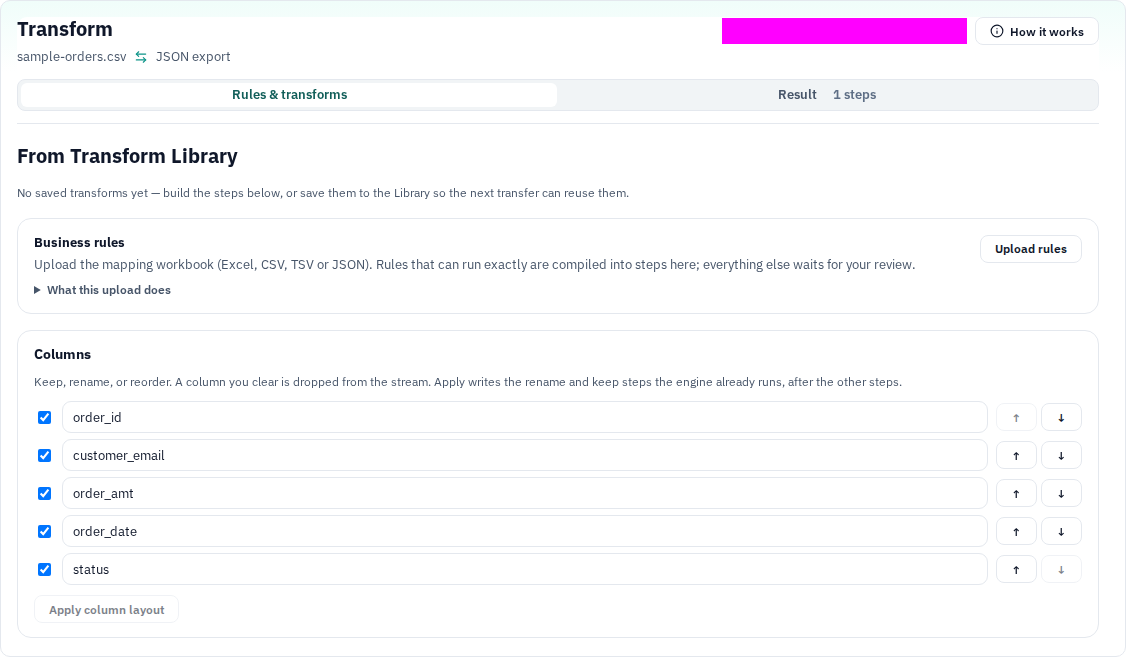 Transform
How it works
sample-orders.csv ⇆ JSON export
Rules & transforms
Result 1 steps
From Transform Library
No saved transforms yet — build the steps below, or save them to the Library so the next transfer can reuse them.
Business rules
Upload the mapping workbook (Excel, CSV, TSV or JSON). Rules that can run exactly are compiled into steps here; everything else waits for your review.
Upload rules
▶ What this upload does
Columns
Keep, rename, or reorder. A column you clear is dropped from the stream. Apply writes the rename and keep steps the engine already runs, after the other steps.
order_id ↑ ↓
customer_email ↑ ↓
order_amt ↑ ↓
order_date ↑ ↓
status ↑ ↓
Apply column layout